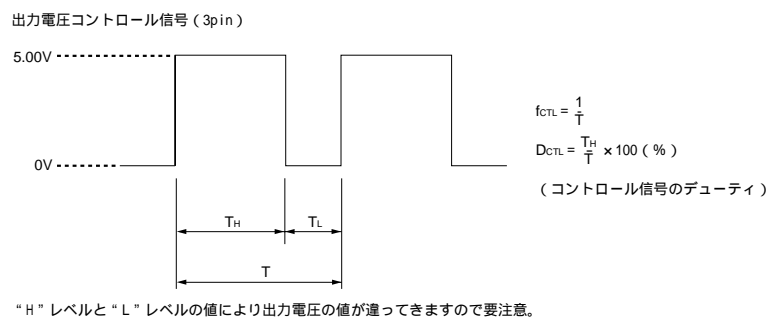 出力電圧コントロール信号(3pin)
5.00V
0V
TH
TL
T
fCTL = 1/T
DCTL = TH/T ×100(%)
(コントロール信号のデューティ)
“H”レベルと“L”レベルの値により出力電圧の値が違ってきますので要注意。